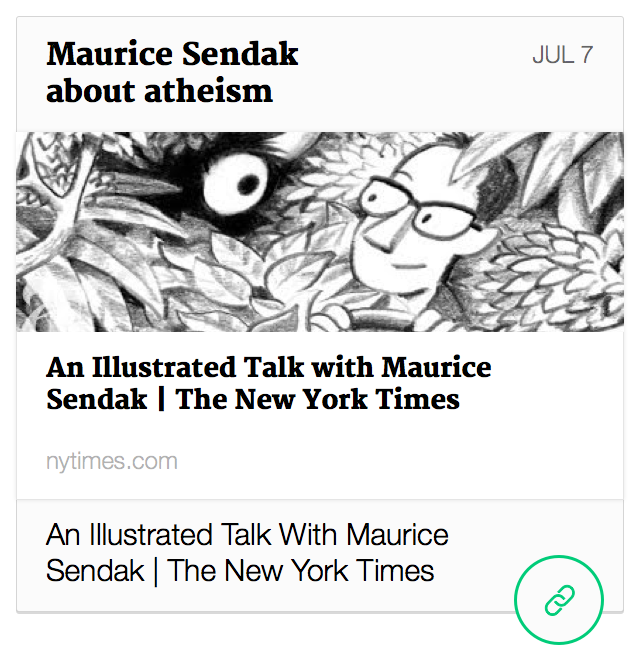 Maurice Sendak
about atheism
JUL 7
An Illustrated Talk with Maurice
Sendak | The New York Times
nytimes.com
An Illustrated Talk With Maurice
Sendak | The New York Times